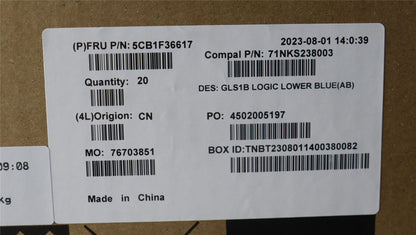 2023-08-01 14:0:39
(P)FRU P/N: 5CB1F36617
Compal P/N: 71NKS238003
Quantity: 20
DES: GLS1B LOGIC LOWER BLUE(AB)
(4L)Origion: CN
PO: 4502005197
MO: 76703851
BOX ID:TNBT2308011400380082
Made in China
09:08
kg